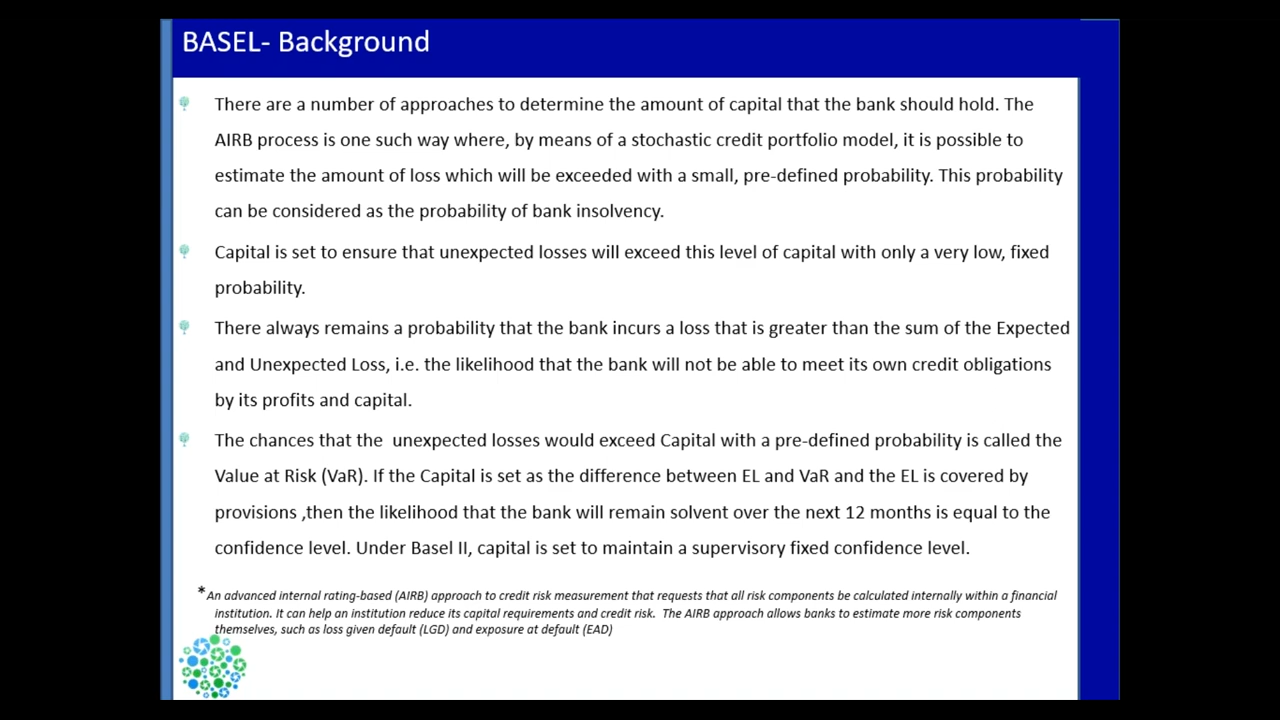 BASEL- Background
There are a number of approaches to determine the amount of capital that the bank should hold. The
AIRB process is one such way where, by means of a stochastic credit portfolio model, it is possible to
estimate the amount of loss which will be exceeded with a small, pre-defined probability. This probability
can be considered as the probability of bank insolvency.
Capital is set to ensure that unexpected losses will exceed this level of capital with only a very low, fixed
probability.
There always remains a probability that the bank incurs a loss that is greater than the sum of the Expected
and Unexpected Loss, i.e. the likelihood that the bank will not be able to meet its own credit obligations
by its profits and capital.
The chances that the  unexpected losses would exceed Capital with a pre-defined probability is called the
Value at Risk (VaR). If the Capital is set as the difference between EL and VaR and the EL is covered by
provisions ,then the likelihood that the bank will remain solvent over the next 12 months is equal to the
confidence level. Under Basel II, capital is set to maintain a supervisory fixed confidence level.
*An advanced internal rating-based (AIRB) approach to credit risk measurement that requests that all risk components be calculated internally within a financial
institution. It can help an institution reduce its capital requirements and credit risk.  The AIRB approach allows banks to estimate more risk components
themselves, such as loss given default (LGD) and exposure at default (EAD)